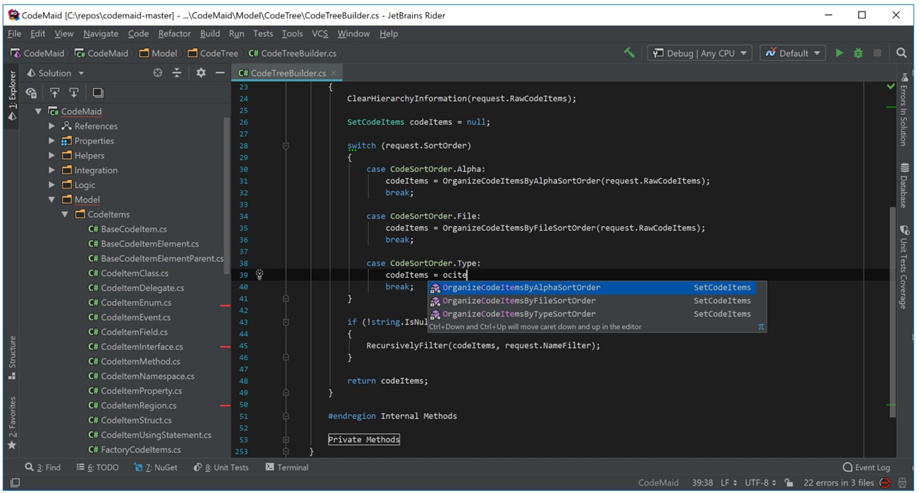 CodeMaid [C:\repos\codemaid-master] - ...\CodeMaid\Model\CodeTree\CodeTreeBuilder.cs - JetBrains Rider
File Edit View Navigate Code Refactor Build Run Tests Tools VCS Window Help
CodeMaid CodeMaid Model CodeTree C# CodeTreeBuilder.cs Debug | Any CPU Default
1: Explorer
Solution
C# CodeTreeBuilder.cs
CodeMaid
References
Properties
Helpers
Integration
Logic
Model
CodeItems
C# BaseCodeItem.cs
C# BaseCodeItemElement.cs
C# BaseCodeItemElementParent.cs
C# CodeItemClass.cs
C# CodeItemDelegate.cs
C# CodeItemEnum.cs
C# CodeItemEvent.cs
C# CodeItemField.cs
C# CodeItemInterface.cs
C# CodeItemMethod.cs
C# CodeItemNamespace.cs
C# CodeItemProperty.cs
C# CodeItemRegion.cs
C# CodeItemStruct.cs
C# CodeItemUsingStatement.cs
C# FactoryCodeItems.cs
Structure
2: Favorites
23 {
24 ClearHierarchyInformation(request.RawCodeItems);
25
26 SetCodeItems codeItems = null;
27
28 switch (request.SortOrder)
29 {
30 case CodeSortOrder.Alpha:
31 codeItems = OrganizeCodeItemsByAlphaSortOrder(request.RawCodeItems);
32 break;
33
34 case CodeSortOrder.File:
35 codeItems = OrganizeCodeItemsByFileSortOrder(request.RawCodeItems);
36 break;
37
38 case CodeSortOrder.Type:
39 codeItems = ocite
40 break;
OrganizeCodeItemsByAlphaSortOrder SetCodeItems
OrganizeCodeItemsByFileSortOrder SetCodeItems
OrganizeCodeItemsByTypeSortOrder SetCodeItems
Ctrl+Down and Ctrl+Up will move caret down and up in the editor π
41 }
42
43 if (!string.IsNul
44 {
45 RecursivelyFilter(codeItems, request.NameFilter);
46 }
47
48 return codeItems;
49 }
50
51 #endregion Internal Methods
52
53 Private Methods
253 }
Errors In Solution
Database
Unit Tests Coverage
3: Find 6: TODO 7: NuGet 8: Unit Tests Terminal Event Log
CodeMaid 39:38 LF UTF-8 22 errors in 3 files